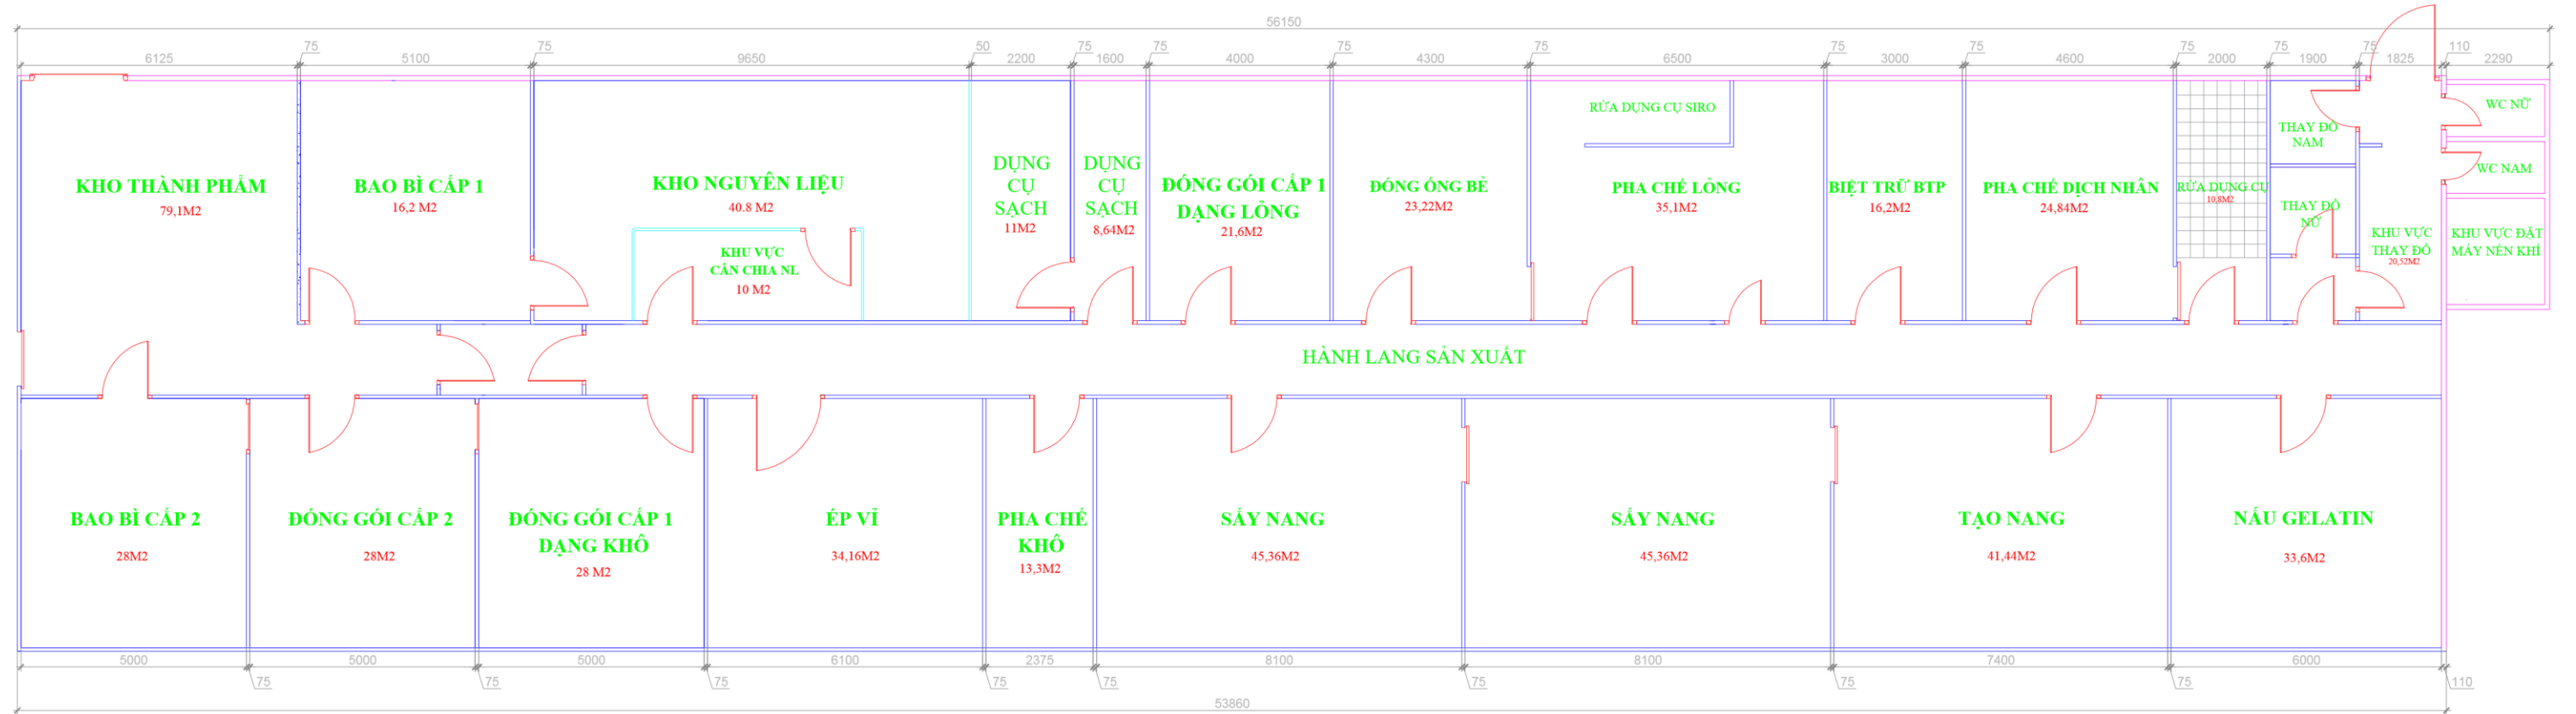 56150
6125 75 5100 75 9650 50 2200 75 1600 75 4000 75 4300 75 6500 75 3000 75 4600 75 2000 75 1900 75 1825 110 2290
KHO THÀNH PHẨM
79,1M2
BAO BÌ CẤP 1
16,2 M2
KHO NGUYÊN LIỆU
40.8 M2
KHU VỰC
CÂN CHIA NL
10 M2
DỤNG
CỤ
SẠCH
11M2
DỤNG
CỤ
SẠCH
8,64M2
ĐÓNG GÓI CẤP 1
DẠNG LỎNG
21,6M2
ĐÓNG ỐNG BẺ
23,22M2
RỬA DỤNG CỤ SIRO
PHA CHẾ LỎNG
35,1M2
BIỆT TRỮ BTP
16,2M2
PHA CHẾ DỊCH NHÂN
24,84M2
RỬA DỤNG CỤ
10,8M2
THAY ĐỒ
NAM
THAY ĐỒ
NỮ
KHU VỰC
THAY ĐỒ
20,52M2
WC NỮ
WC NAM
KHU VỰC ĐẶT
MÁY NÉN KHÍ
HÀNH LANG SẢN XUẤT
BAO BÌ CẤP 2
28M2
ĐÓNG GÓI CẤP 2
28M2
ĐÓNG GÓI CẤP 1
DẠNG KHÔ
28 M2
ÉP VỈ
34,16M2
PHA CHẾ
KHÔ
13,3M2
SẤY NANG
45,36M2
SẤY NANG
45,36M2
TẠO NANG
41,44M2
NẤU GELATIN
33,6M2
5000 5000 5000 6100 2375 8100 8100 7400 6000
75 75 75 75 75 75 75 75 110
53860